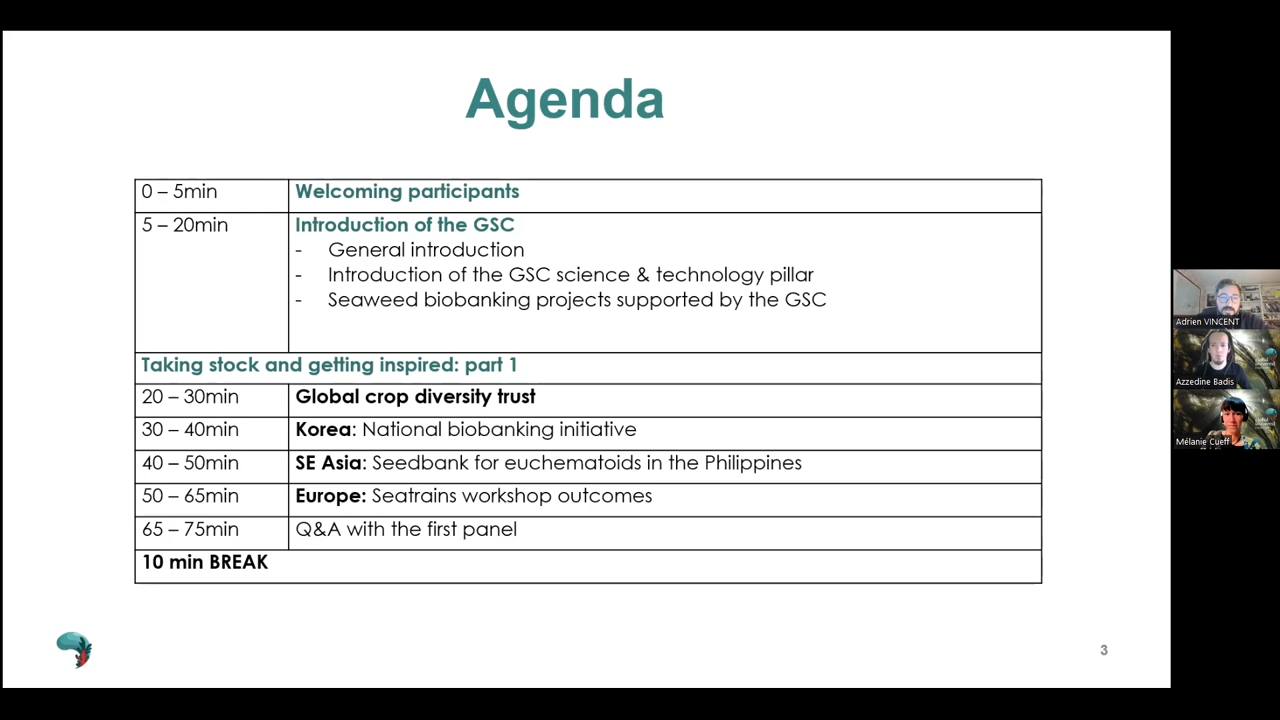 Agenda
0 – 5min Welcoming participants
5 – 20min Introduction of the GSC
- General introduction
- Introduction of the GSC science & technology pillar
- Seaweed biobanking projects supported by the GSC
Taking stock and getting inspired: part 1
20 – 30min Global crop diversity trust
30 – 40min Korea: National biobanking initiative
40 – 50min SE Asia: Seedbank for euchematoids in the Philippines
50 – 65min Europe: Seatrains workshop outcomes
65 – 75min Q&A with the first panel
10 min BREAK
3
Adrien VINCENT
Azzedine Badis
Mélanie Cueff